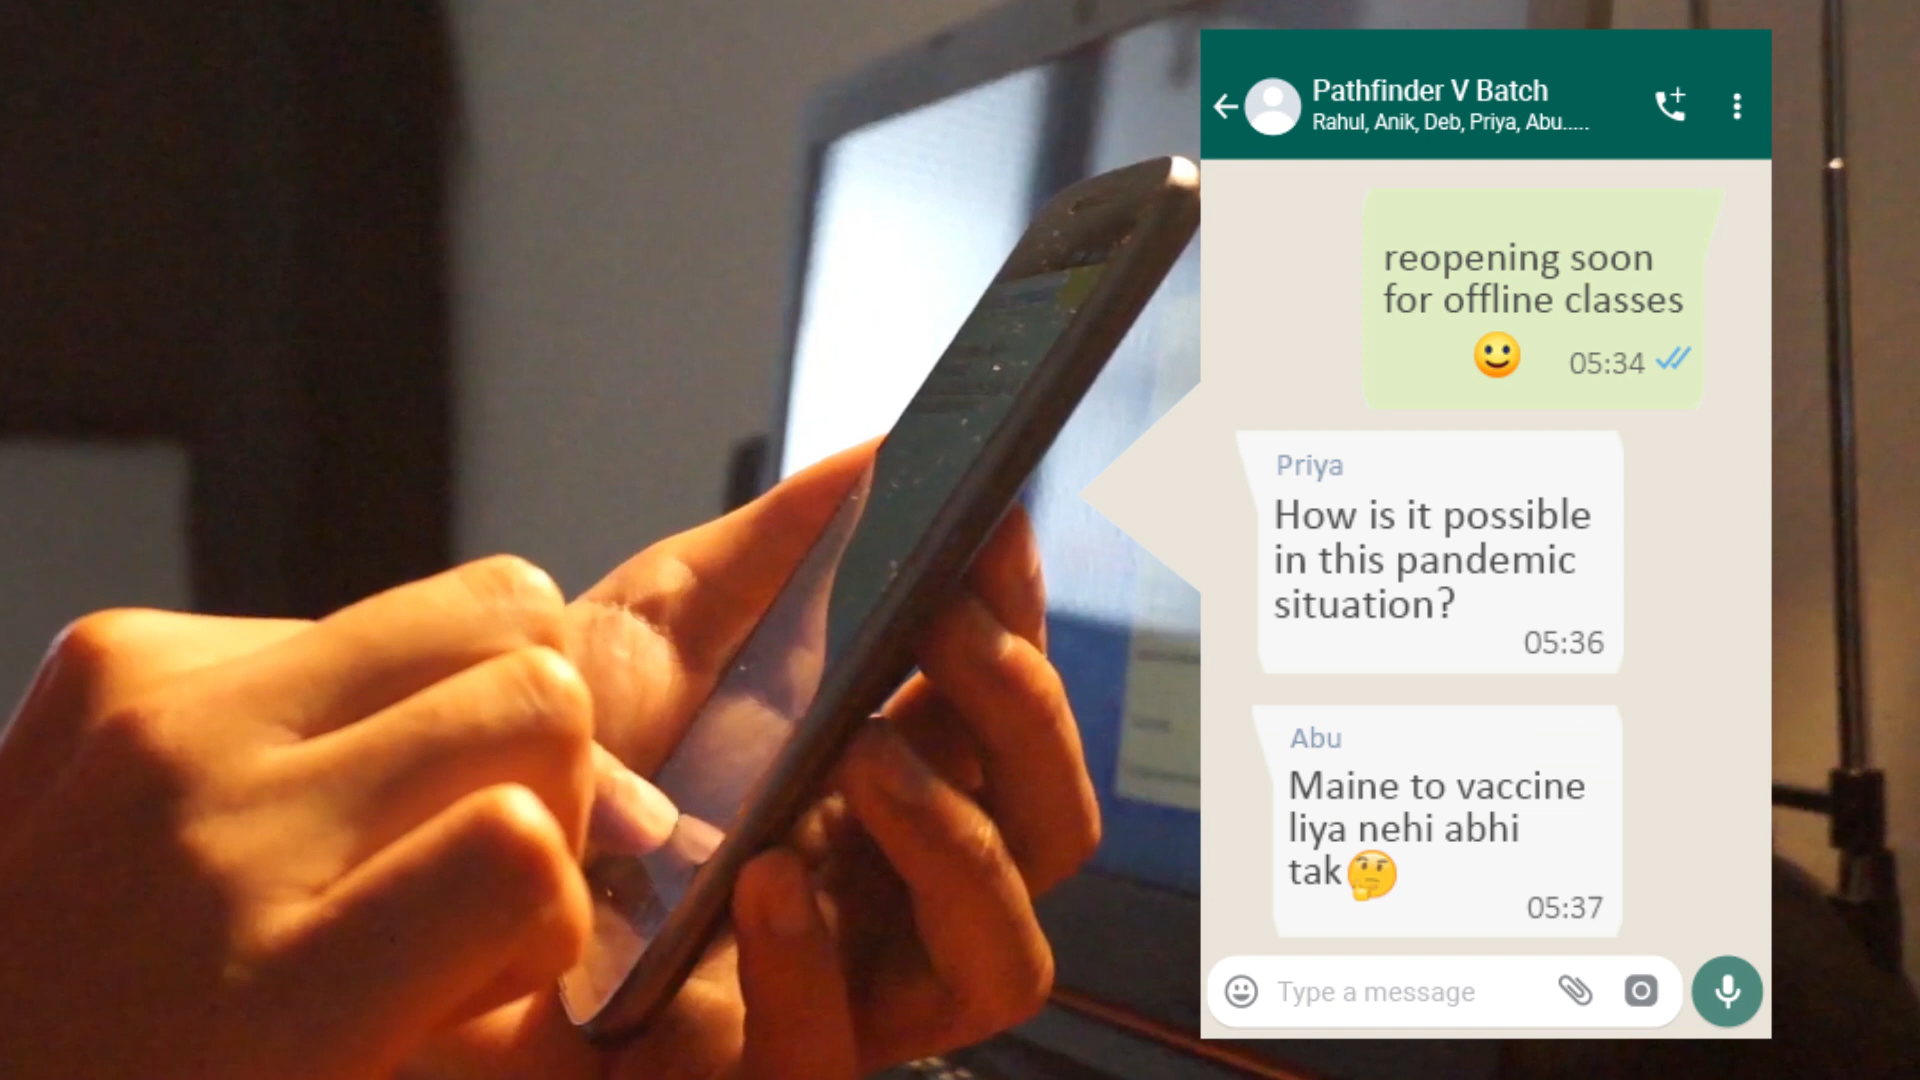 Pathfinder V Batch
Rahul, Anik, Deb, Priya, Abu.....
reopening soon
for offline classes
🙂 05:34
Priya
How is it possible
in this pandemic
situation?
05:36
Abu
Maine to vaccine
liya nehi abhi
tak🤔
05:37
Type a message